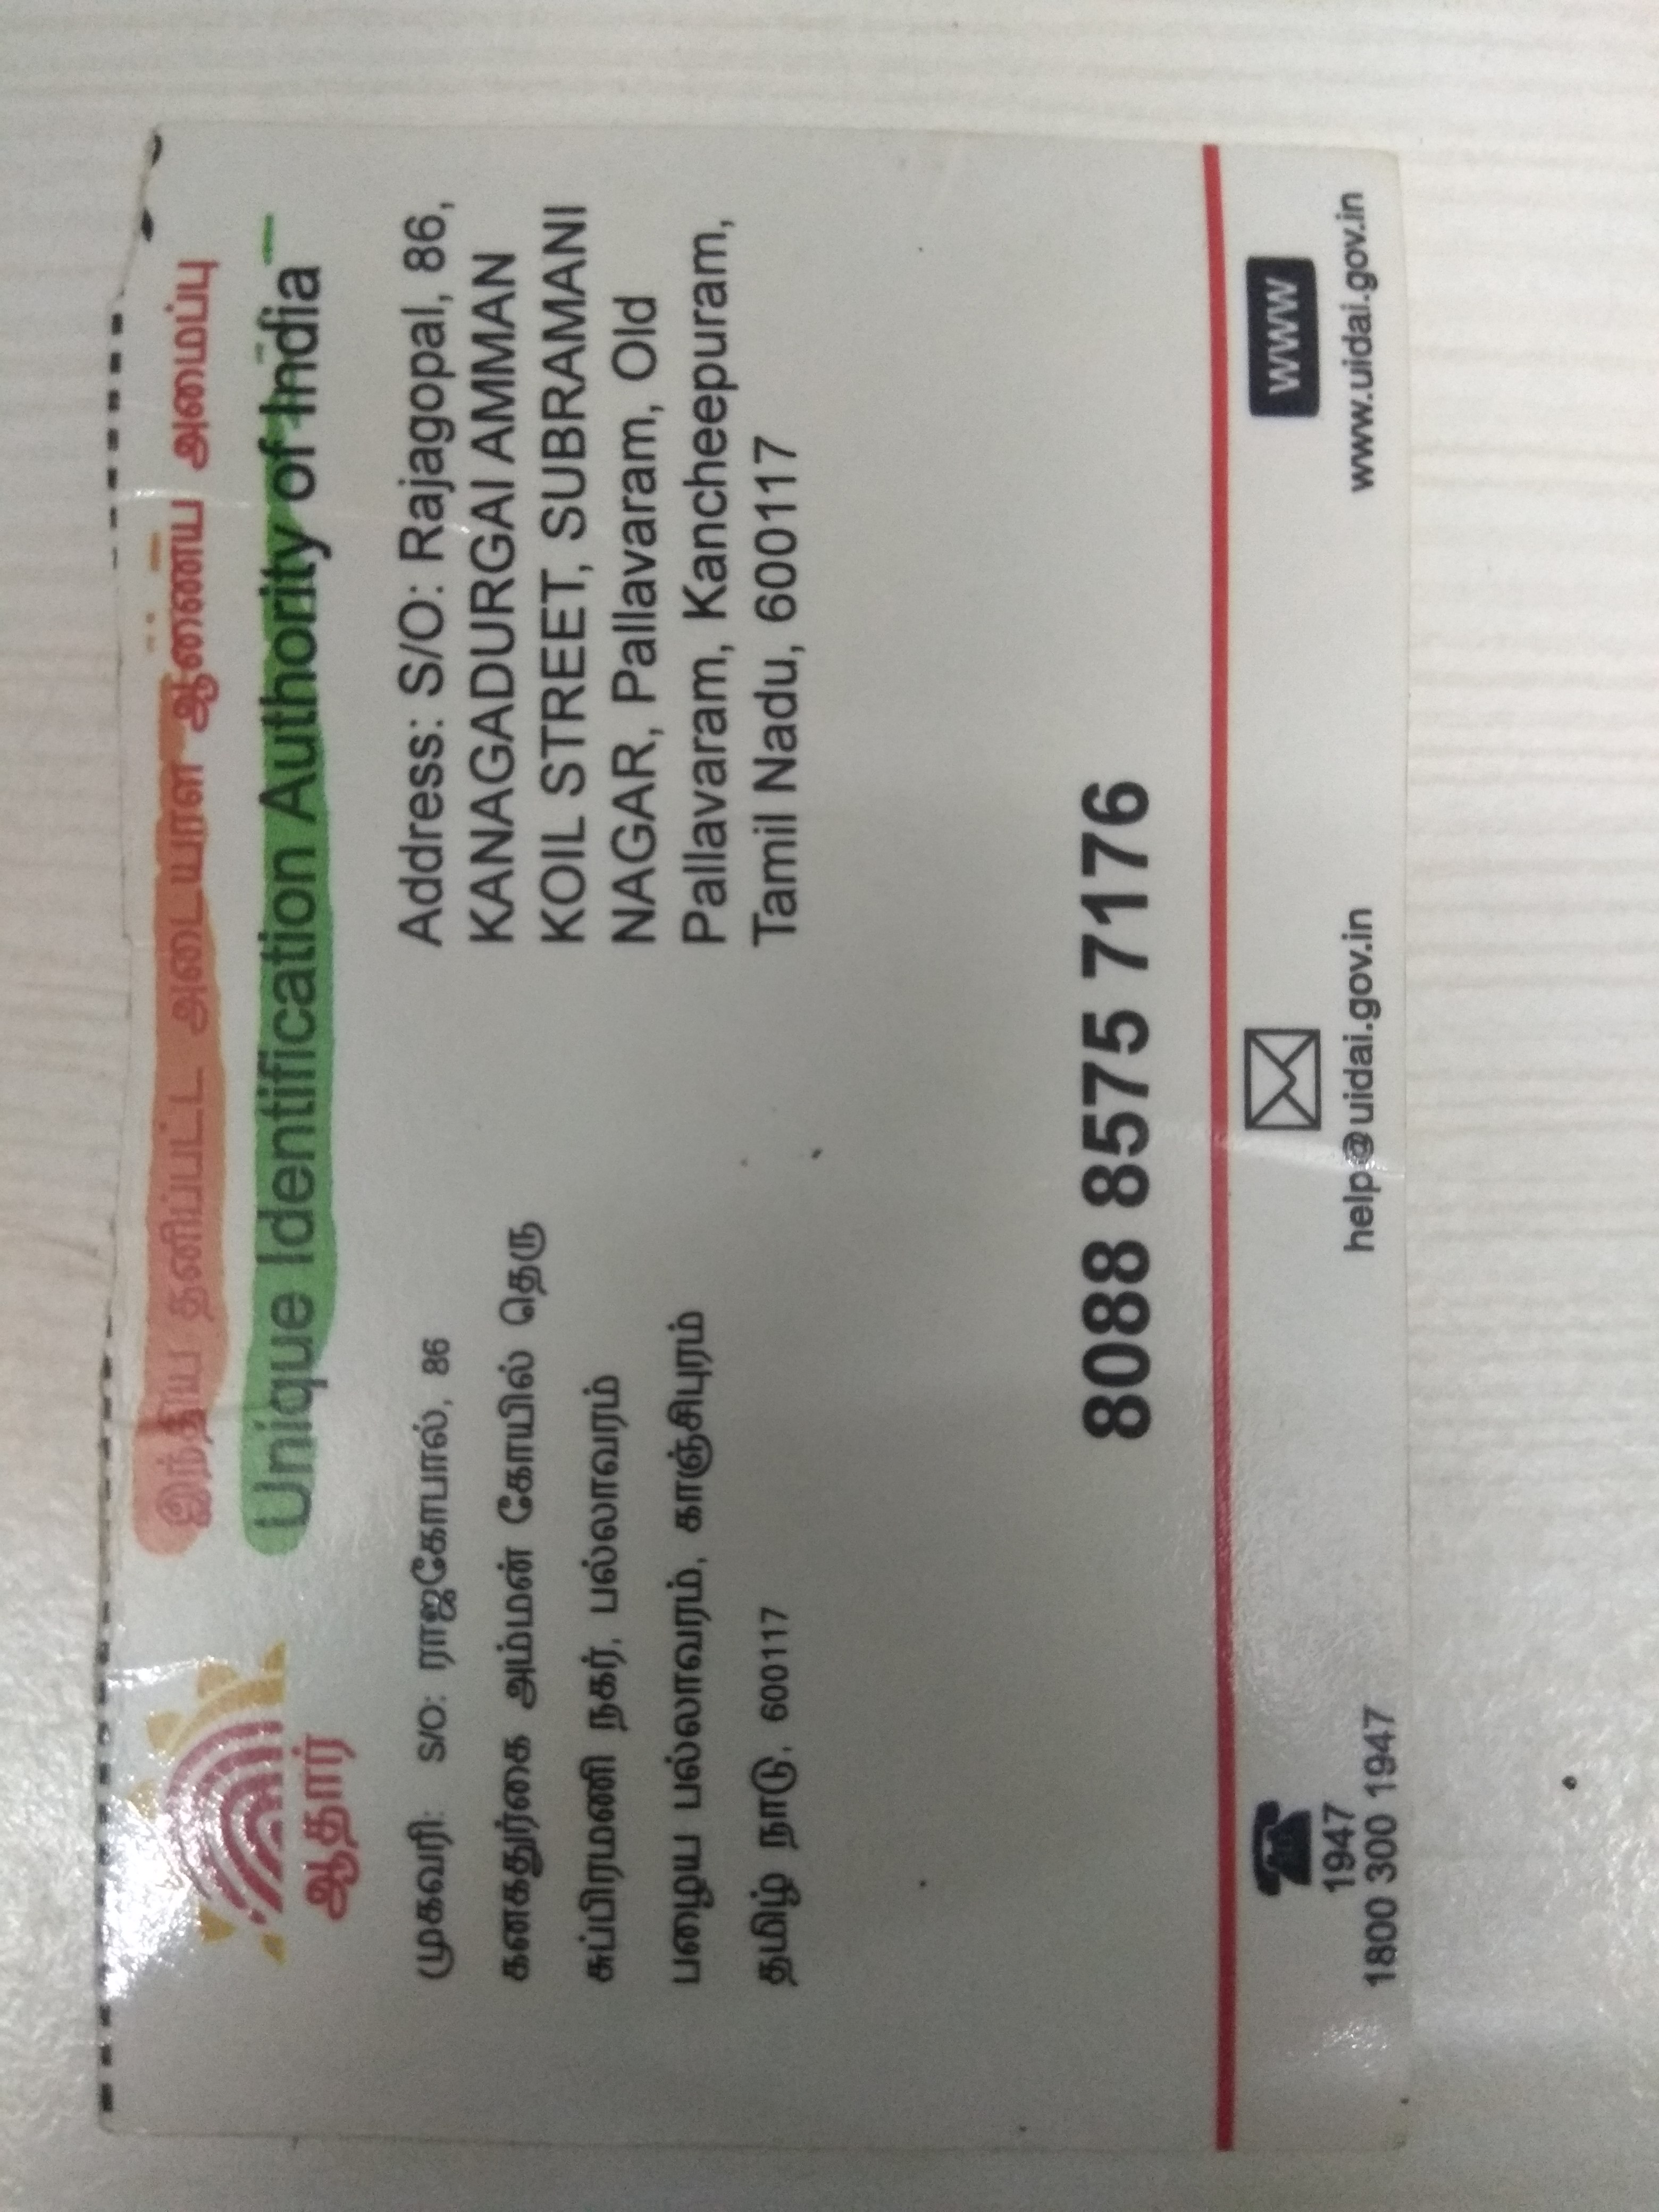 இந்திய தனிப்பட்ட அடையாள ஆணைய அமைப்பு
Unique Identification Authority of India
ஆதார்
முகவரி: S/O: ராஜகோபால், 86
கனகதுர்கை அம்மன் கோயில் தெரு
சுப்பிரமணி நகர், பல்லாவரம்
பழைய பல்லாவரம், காஞ்சிபுரம்
தமிழ் நாடு, 600117
Address: S/O: Rajagopal, 86,
KANAGADURGAI AMMAN
KOIL STREET, SUBRAMANI
NAGAR, Pallavaram, Old
Pallavaram, Kancheepuram,
Tamil Nadu, 600117
8088 8575 7176
1947
1800 300 1947
help@uidai.gov.in
WWW
www.uidai.gov.in